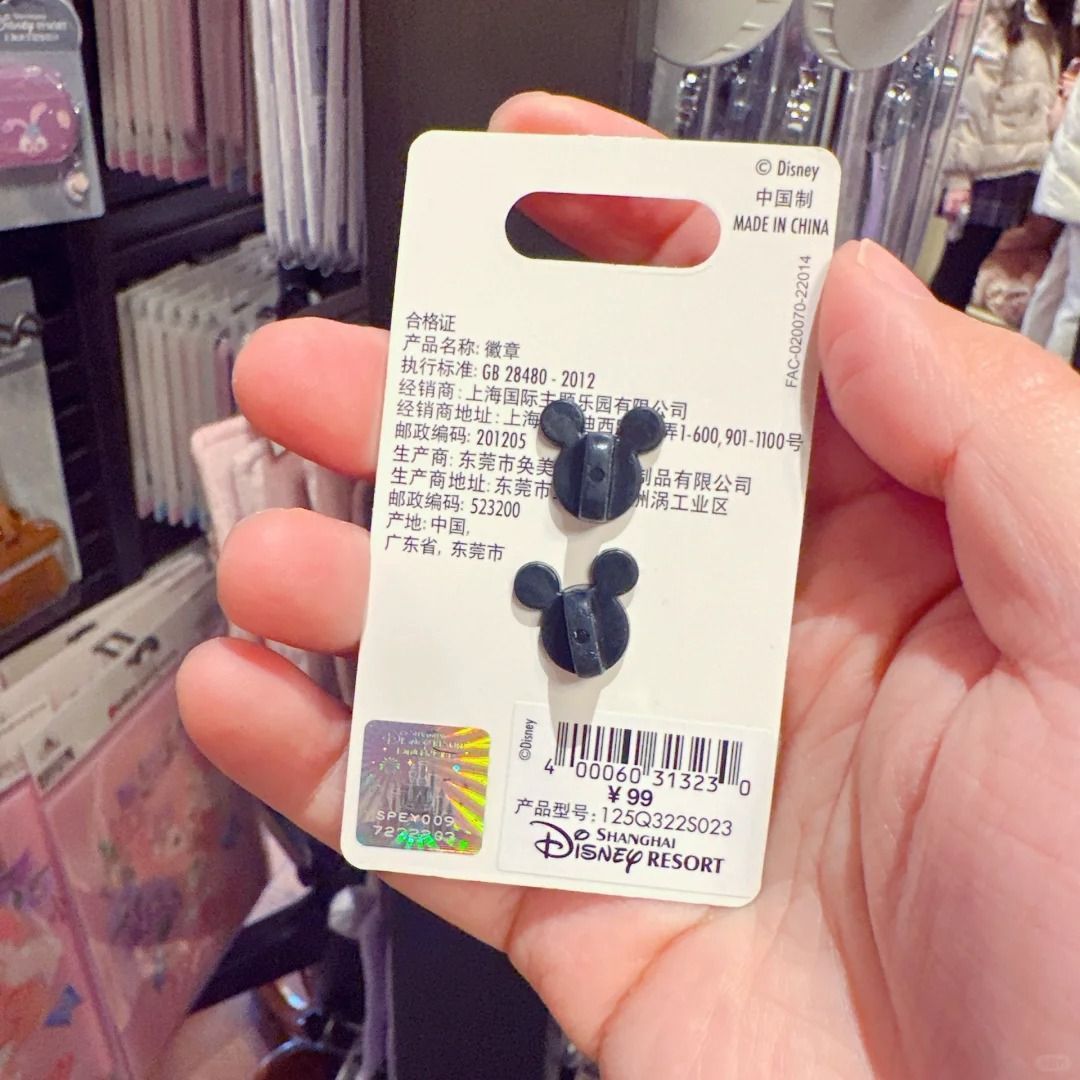 © Disney
中国制
MADE IN CHINA
FAC-020070-22014
合格证
产品名称: 徽章
执行标准: GB 28480 - 2012
经销商: 上海国际主题乐园有限公司
经销商地址: 上海 迪西 1-600, 901-1100号
邮政编码: 201205
生产商: 东莞市奂美 制品有限公司
生产商地址: 东莞市 洲涡工业区
邮政编码: 523200
产地: 中国,
广东省, 东莞市
©Disney
4 00060 31323 0
¥ 99
产品型号: 125Q322S023
SHANGHAI
DISNEY RESORT
SPEY009